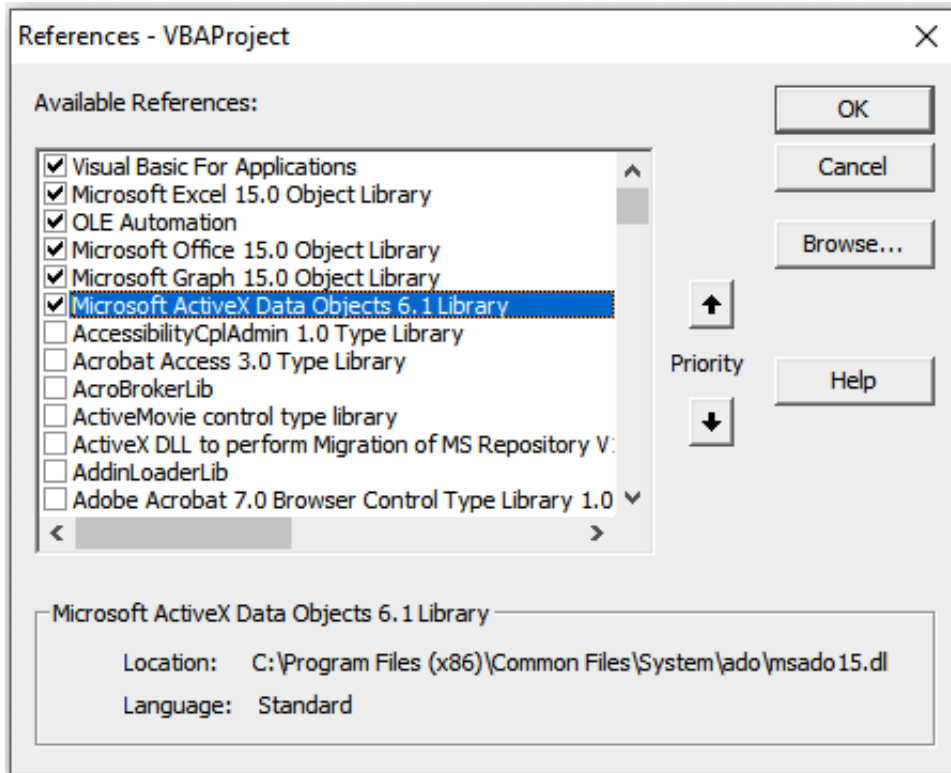 References - VBAProject
Available References:
OK
Cancel
Browse...
Help
Priority
Visual Basic For Applications
Microsoft Excel 15.0 Object Library
OLE Automation
Microsoft Office 15.0 Object Library
Microsoft Graph 15.0 Object Library
Microsoft ActiveX Data Objects 6.1 Library
AccessibilityCplAdmin 1.0 Type Library
Acrobat Access 3.0 Type Library
AcroBrokerLib
ActiveMovie control type library
ActiveX DLL to perform Migration of MS Repository V
AddinLoaderLib
Adobe Acrobat 7.0 Browser Control Type Library 1.0
Microsoft ActiveX Data Objects 6.1 Library
Location: C:\Program Files (x86)\Common Files\System\ado\msado15.dl
Language: Standard